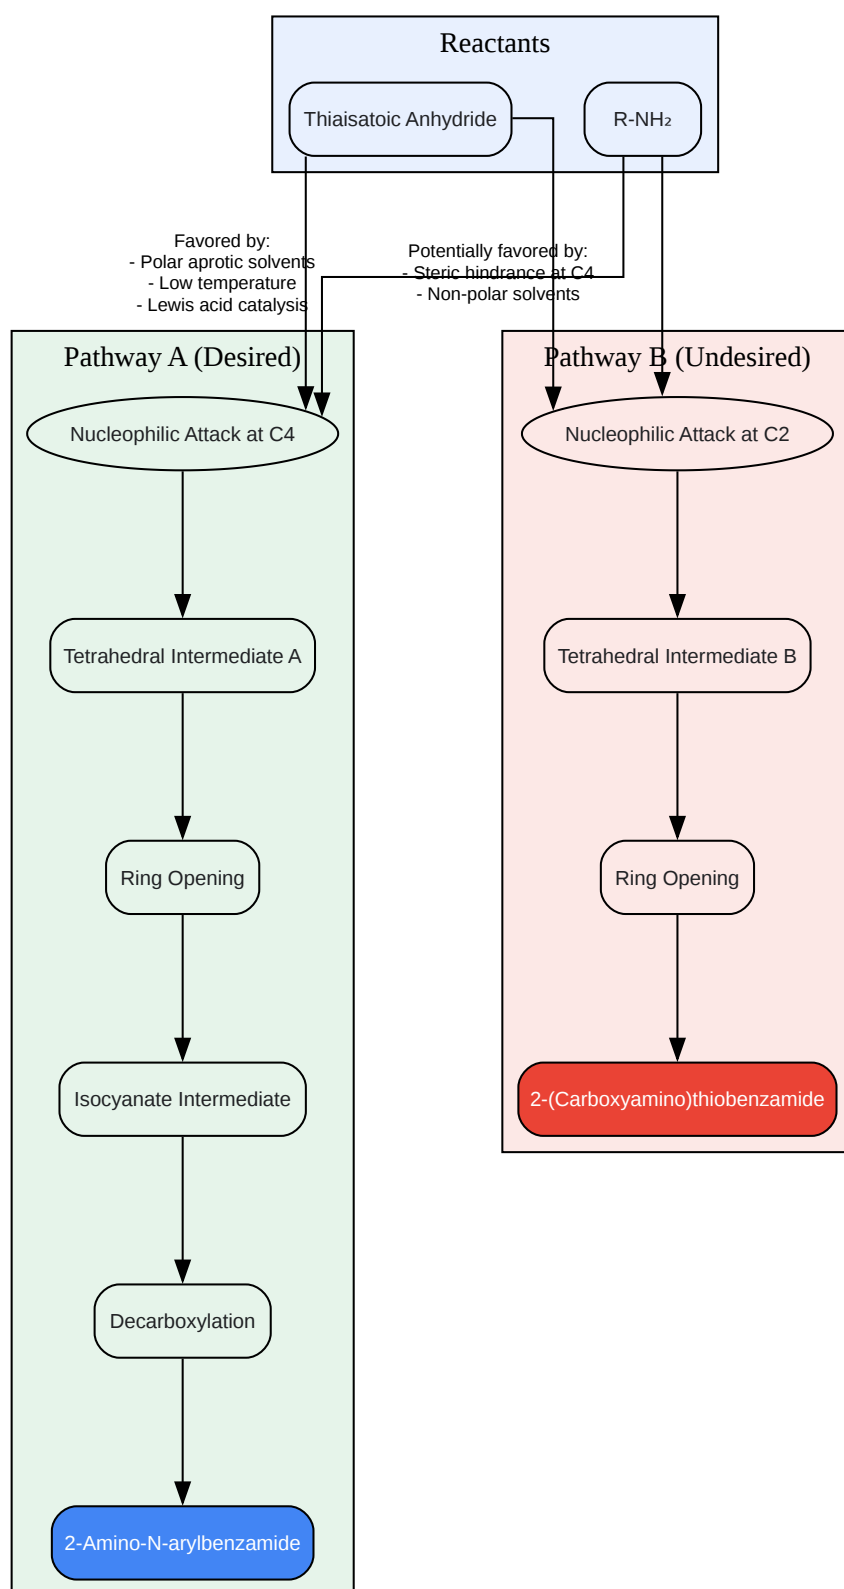 Reactants
Thiaisatoic Anhydride
R-NH₂
Favored by:
- Polar aprotic solvents
- Low temperature
- Lewis acid catalysis
Potentially favored by:
- Steric hindrance at C4
- Non-polar solvents
Pathway A (Desired)
Nucleophilic Attack at C4
Tetrahedral Intermediate A
Ring Opening
Isocyanate Intermediate
Decarboxylation
2-Amino-N-arylbenzamide
Pathway B (Undesired)
Nucleophilic Attack at C2
Tetrahedral Intermediate B
Ring Opening
2-(Carboxyamino)thiobenzamide